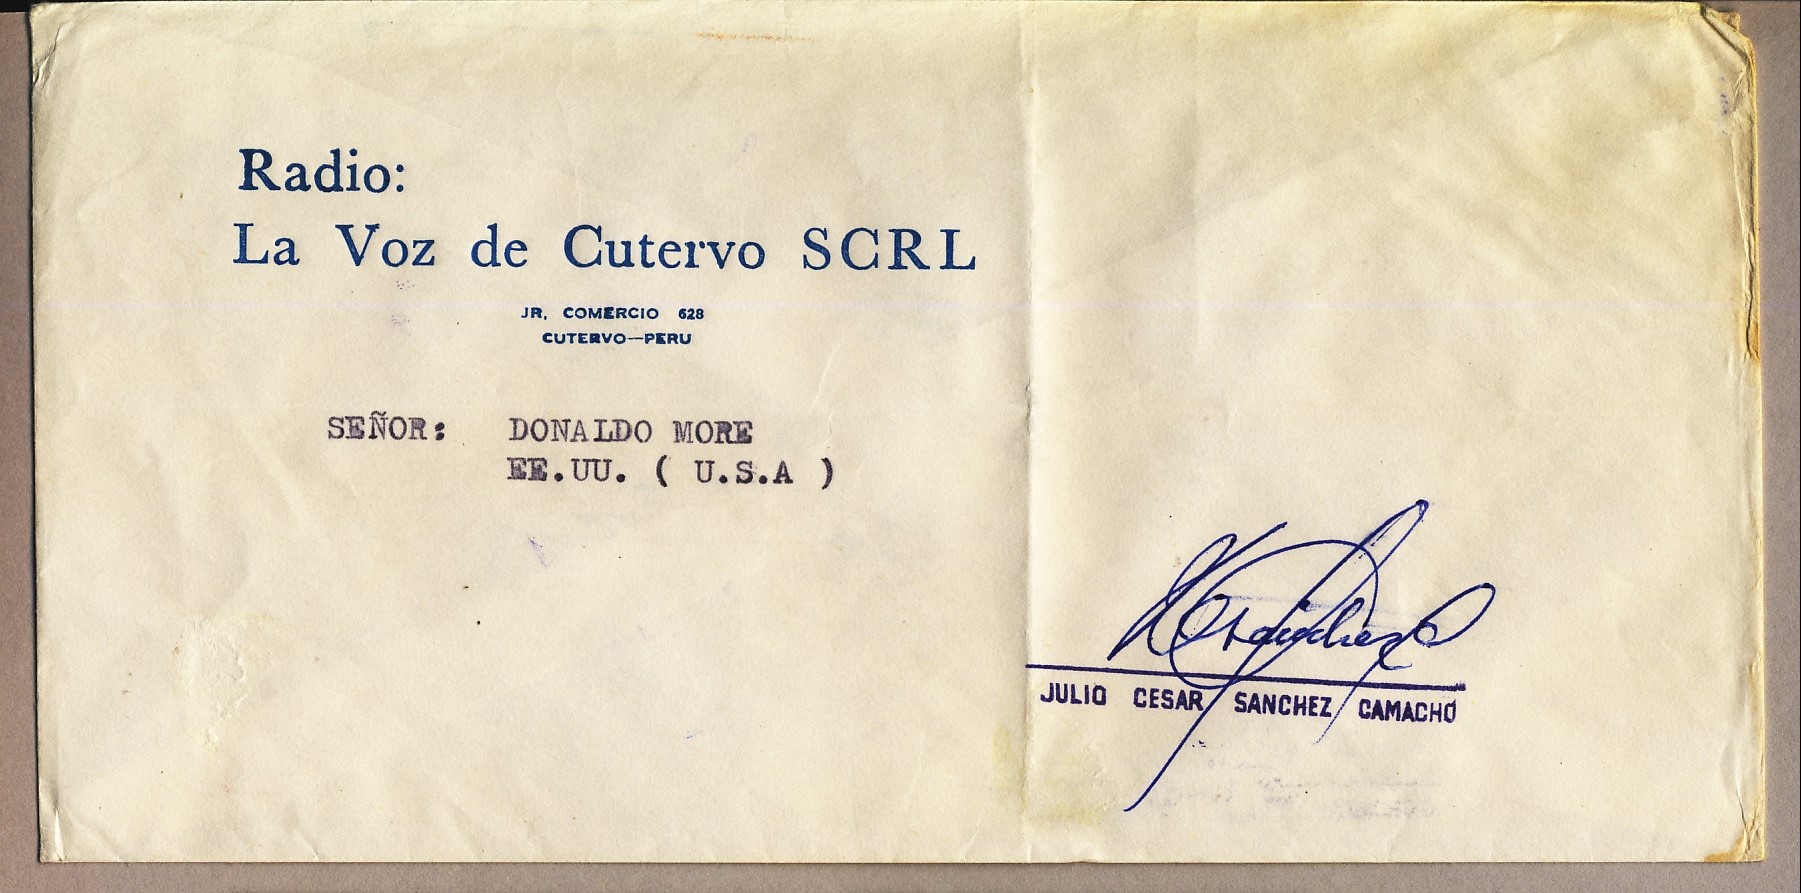 Radio:
La Voz de Cutervo SCRL
JR. COMERCIO 628
CUTERVO—PERU
SEÑOR: DONALDO MORE
EE.UU. ( U.S.A )
JULIO CESAR SANCHEZ CAMACHO